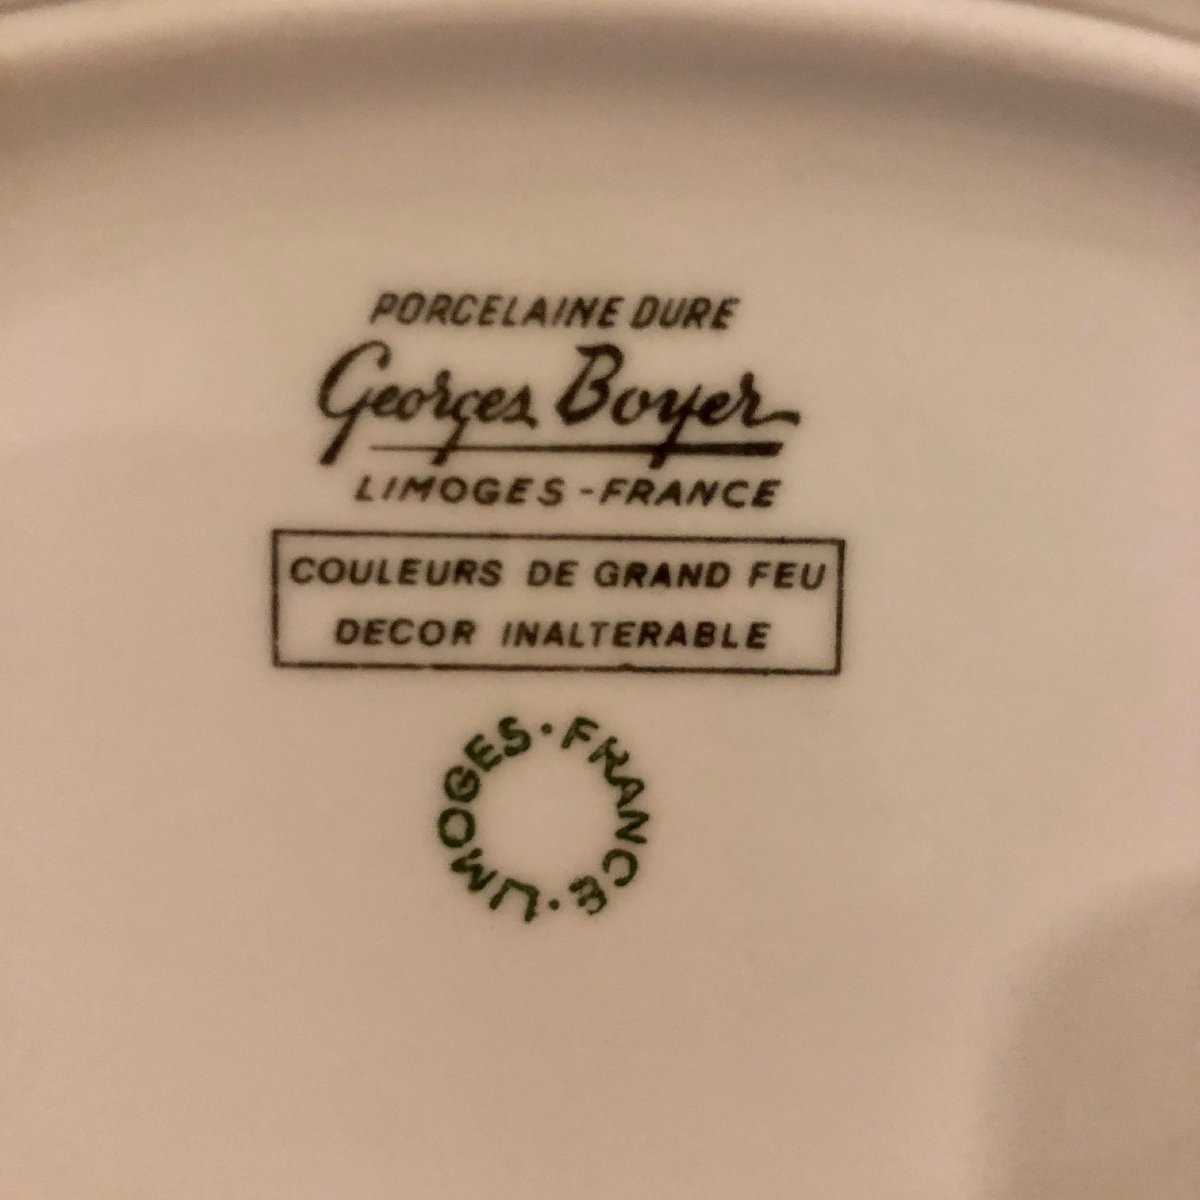 PORCELAINE DURE
Georges Boyer
LIMOGES - FRANCE
COULEURS DE GRAND FEU
DECOR INALTERABLE
LIMOGES · FRANCE ·